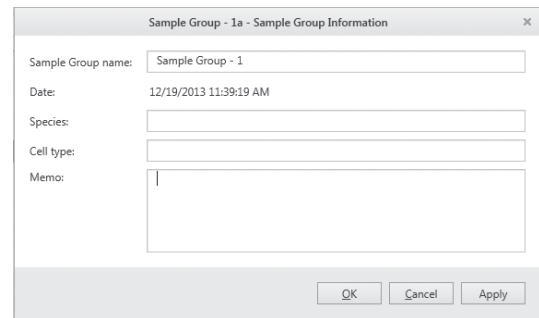 Sample Group - 1a - Sample Group Information
Sample Group name: Sample Group - 1
Date: 12/19/2013 11:39:19 AM
Species:
Cell type:
Memo:
OK Cancel Apply